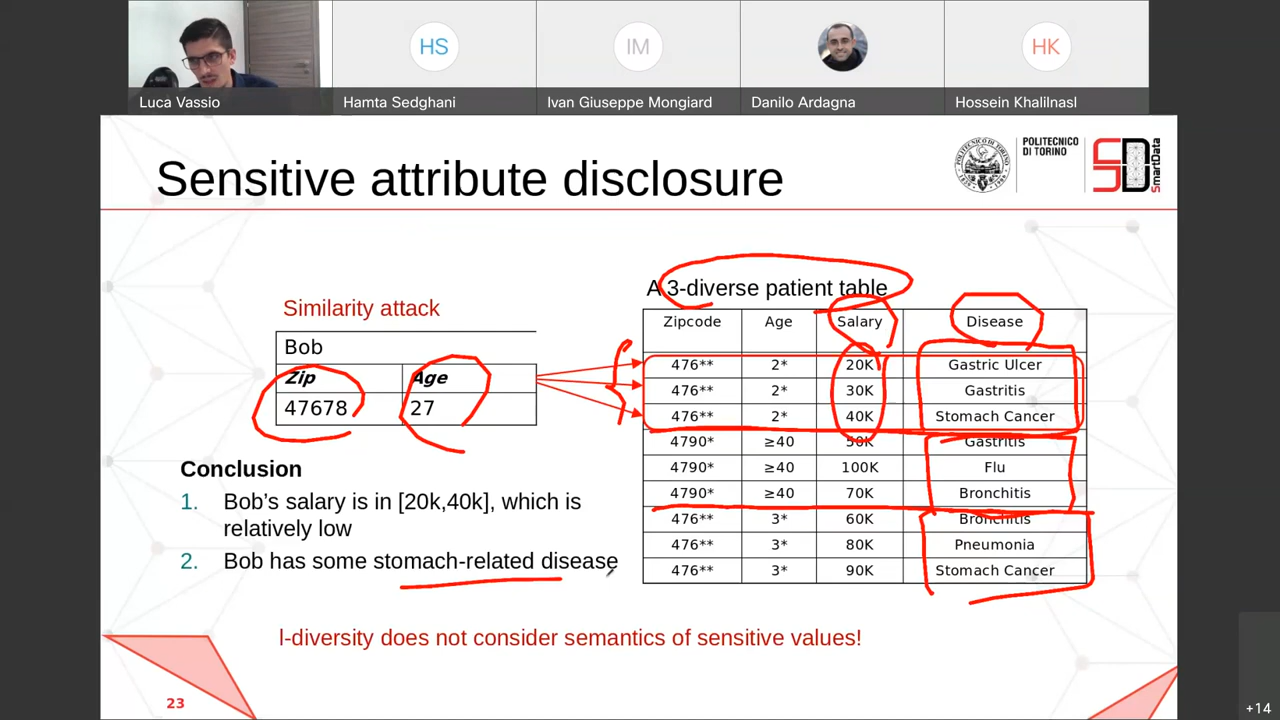 HS
IM
HK
Luca Vassio
Hamta Sedghani
Ivan Giuseppe Mongiard
Danilo Ardagna
Hossein Khalilnasl
Sensitive attribute disclosure
POLITECNICO
DI TORINO
SmartData
Similarity attack
Bob
Zip Age
47678 27
Conclusion
1. Bob's salary is in [20k,40k], which is
relatively low
2. Bob has some stomach-related disease
A 3-diverse patient table
Zipcode Age Salary Disease
476** 2* 20K Gastric Ulcer
476** 2* 30K Gastritis
476** 2* 40K Stomach Cancer
4790* ≥40 50K Gastritis
4790* ≥40 100K Flu
4790* ≥40 70K Bronchitis
476** 3* 60K Bronchitis
476** 3* 80K Pneumonia
476** 3* 90K Stomach Cancer
l-diversity does not consider semantics of sensitive values!
23
+14